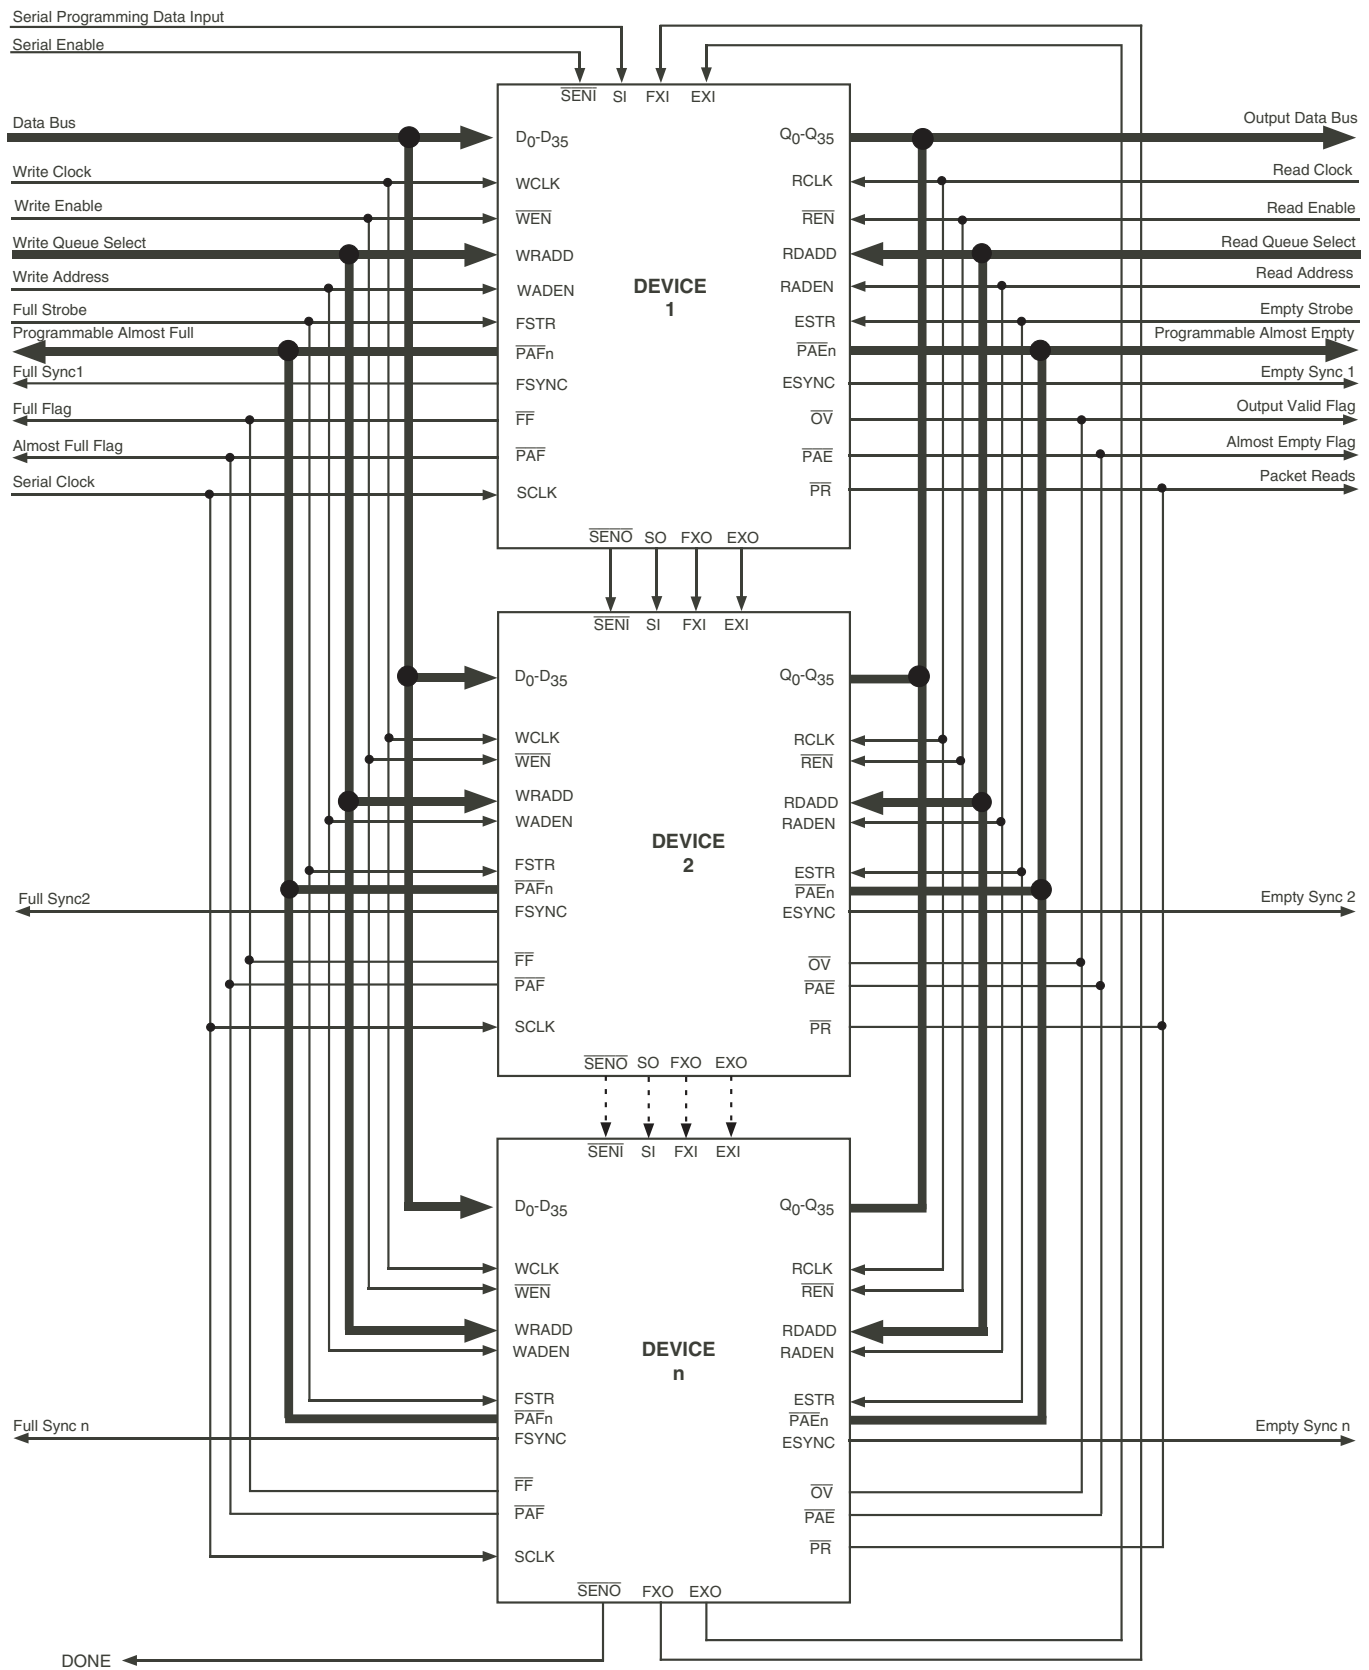 Serial Programming Data Input
Serial Enable
SENI SI FXI EXI
Data Bus
D0-D35
Q0-Q35
Output Data Bus
Write Clock
WCLK
RCLK
Read Clock
Write Enable
WEN
REN
Read Enable
Write Queue Select
WRADD
RDADD
Read Queue Select
Write Address
WADEN
RADEN
Read Address
DEVICE
1
Full Strobe
FSTR
ESTR
Empty Strobe
Programmable Almost Full
PAFn
PAEn
Programmable Almost Empty
Full Sync1
FSYNC
ESYNC
Empty Sync 1
Full Flag
FF
OV
Output Valid Flag
Almost Full Flag
PAF
PAE
Almost Empty Flag
Serial Clock
SCLK
PR
Packet Reads
SENO SO FXO EXO
SENI SI FXI EXI
D0-D35
Q0-Q35
WCLK
RCLK
WEN
REN
WRADD
RDADD
WADEN
RADEN
DEVICE
2
FSTR
ESTR
PAFn
PAEn
Full Sync2
FSYNC
ESYNC
Empty Sync 2
FF
OV
PAF
PAE
SCLK
PR
SENO SO FXO EXO
SENI SI FXI EXI
D0-D35
Q0-Q35
WCLK
RCLK
WEN
REN
WRADD
RDADD
WADEN
RADEN
DEVICE
n
FSTR
ESTR
PAFn
PAEn
Full Sync n
FSYNC
ESYNC
Empty Sync n
FF
OV
PAF
PAE
SCLK
PR
SENO FXO EXO
DONE